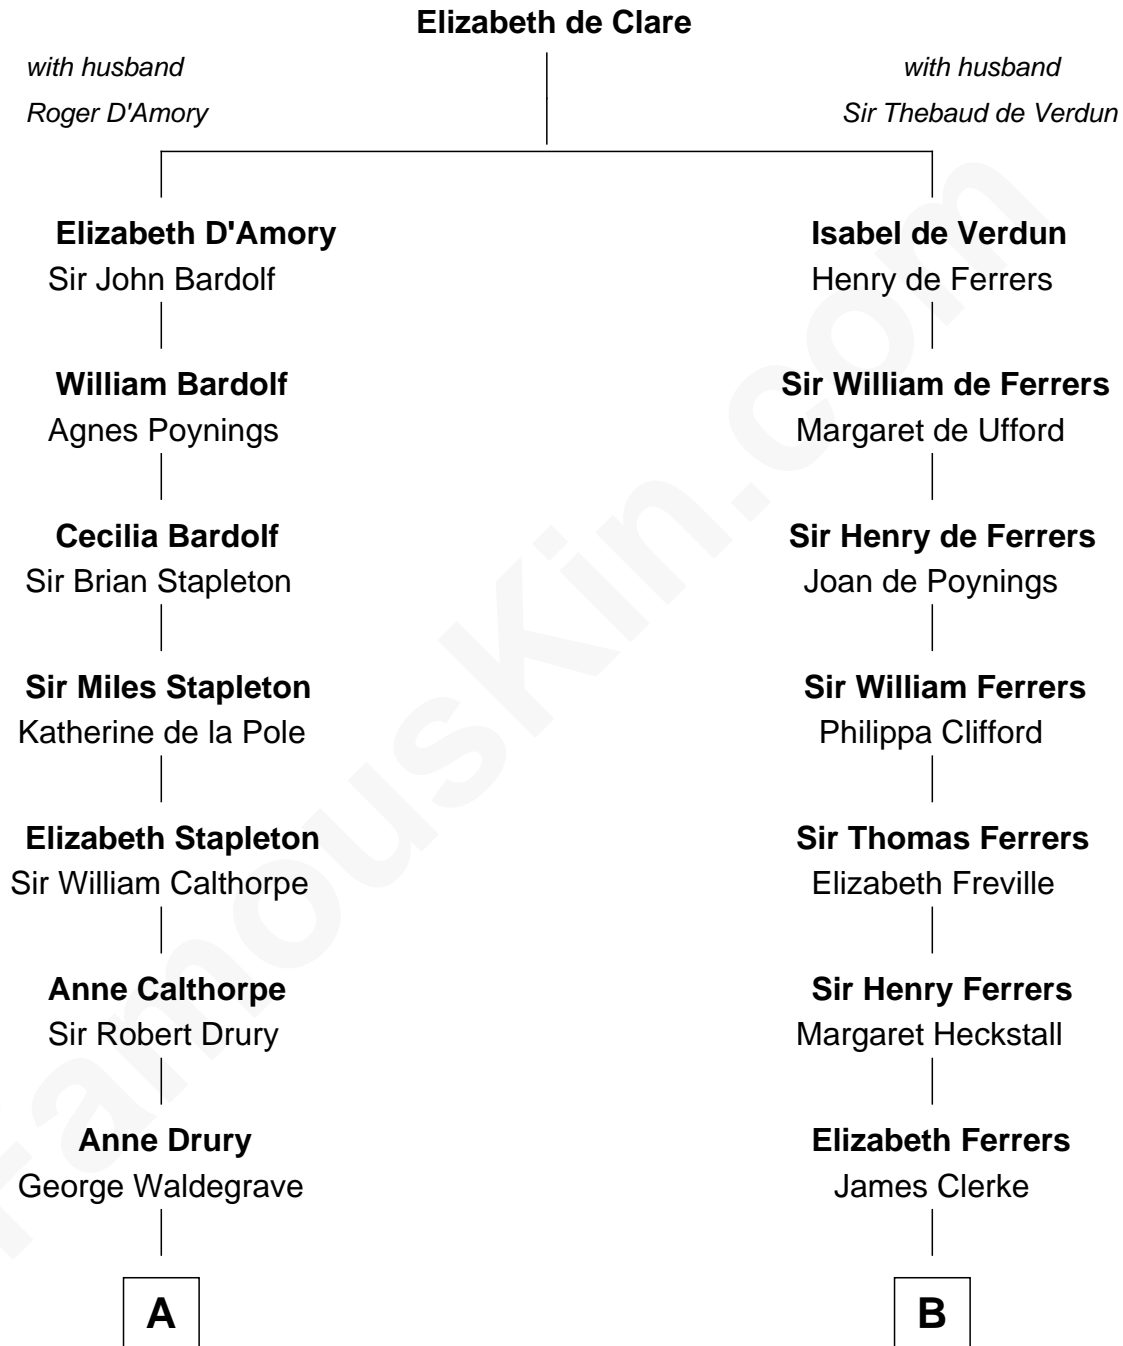 Elizabeth de Clare
with husband
Roger D'Amory
with husband
Sir Thebaud de Verdun
Elizabeth D'Amory
Sir John Bardolf
Isabel de Verdun
Henry de Ferrers
William Bardolf
Agnes Poynings
Sir William de Ferrers
Margaret de Ufford
Cecilia Bardolf
Sir Brian Stapleton
Sir Henry de Ferrers
Joan de Poynings
Sir Miles Stapleton
Katherine de la Pole
Sir William Ferrers
Philippa Clifford
Elizabeth Stapleton
Sir William Calthorpe
Sir Thomas Ferrers
Elizabeth Freville
Anne Calthorpe
Sir Robert Drury
Sir Henry Ferrers
Margaret Heckstall
Anne Drury
George Waldegrave
Elizabeth Ferrers
James Clerke
A
B
FamousKin.com